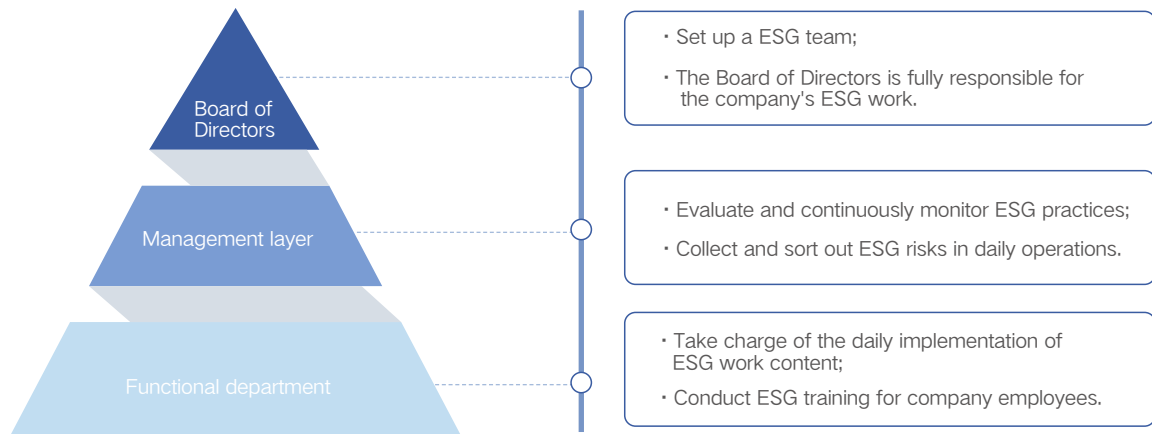 Board of
Directors
· Set up a ESG team;
· The Board of Directors is fully responsible for
the company's ESG work.
Management layer
· Evaluate and continuously monitor ESG practices;
· Collect and sort out ESG risks in daily operations.
Functional department
· Take charge of the daily implementation of
ESG work content;
· Conduct ESG training for company employees.